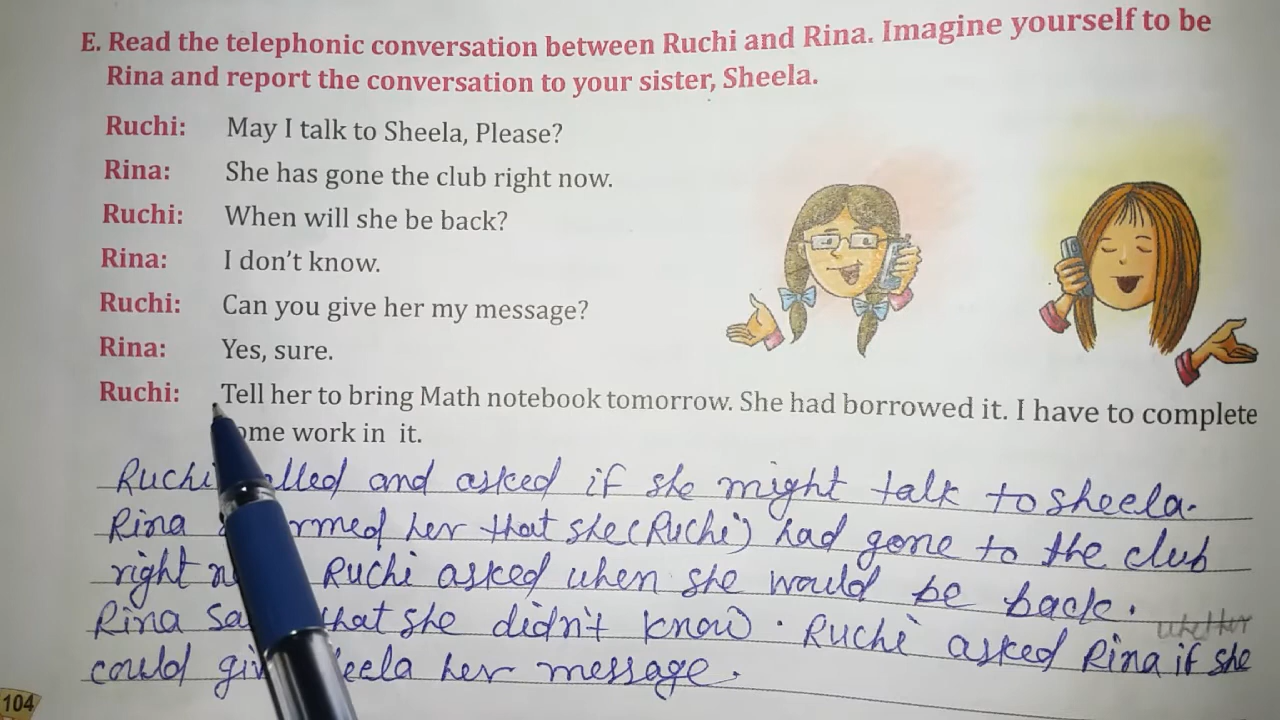 E. Read the telephonic conversation between Ruchi and Rina. Imagine yourself to be
Rina and report the conversation to your sister, Sheela.
Ruchi: May I talk to Sheela, Please?
Rina: She has gone the club right now.
Ruchi: When will she be back?
Rina: I don't know.
Ruchi: Can you give her my message?
Rina: Yes, sure.
Ruchi: Tell her to bring Math notebook tomorrow. She had borrowed it. I have to complete
ome work in it.
Ruchi lled and asked if she might talk to Sheela.
Rina rmed her that she (Ruchi) had gone to the club
right n Ruchi asked when she would be back.
Rina sa that she didn't know. Ruchi asked Rina if she
whether
could giv eela her message.
104